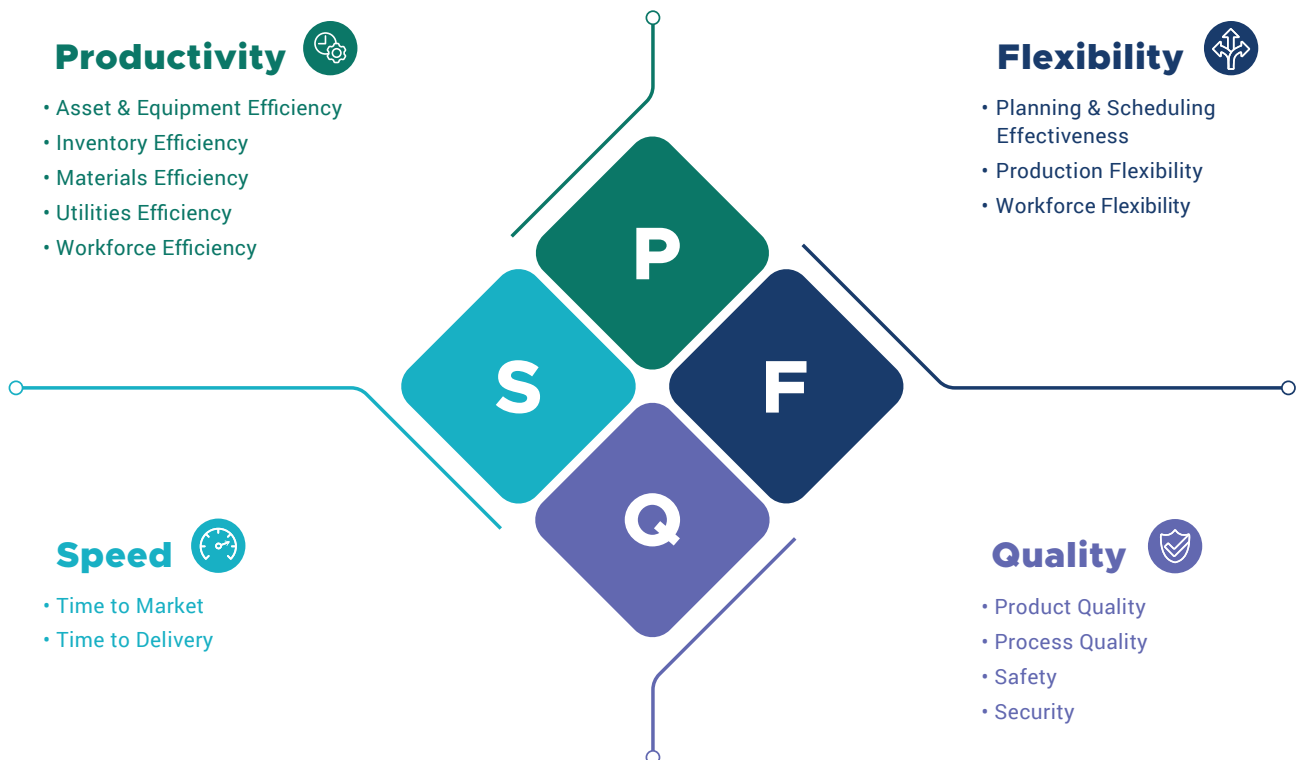 Productivity
• Asset & Equipment Efficiency
• Inventory Efficiency
• Materials Efficiency
• Utilities Efficiency
• Workforce Efficiency
Flexibility
• Planning & Scheduling
Effectiveness
• Production Flexibility
• Workforce Flexibility
P
S
F
Q
Speed
• Time to Market
• Time to Delivery
Quality
• Product Quality
• Process Quality
• Safety
• Security